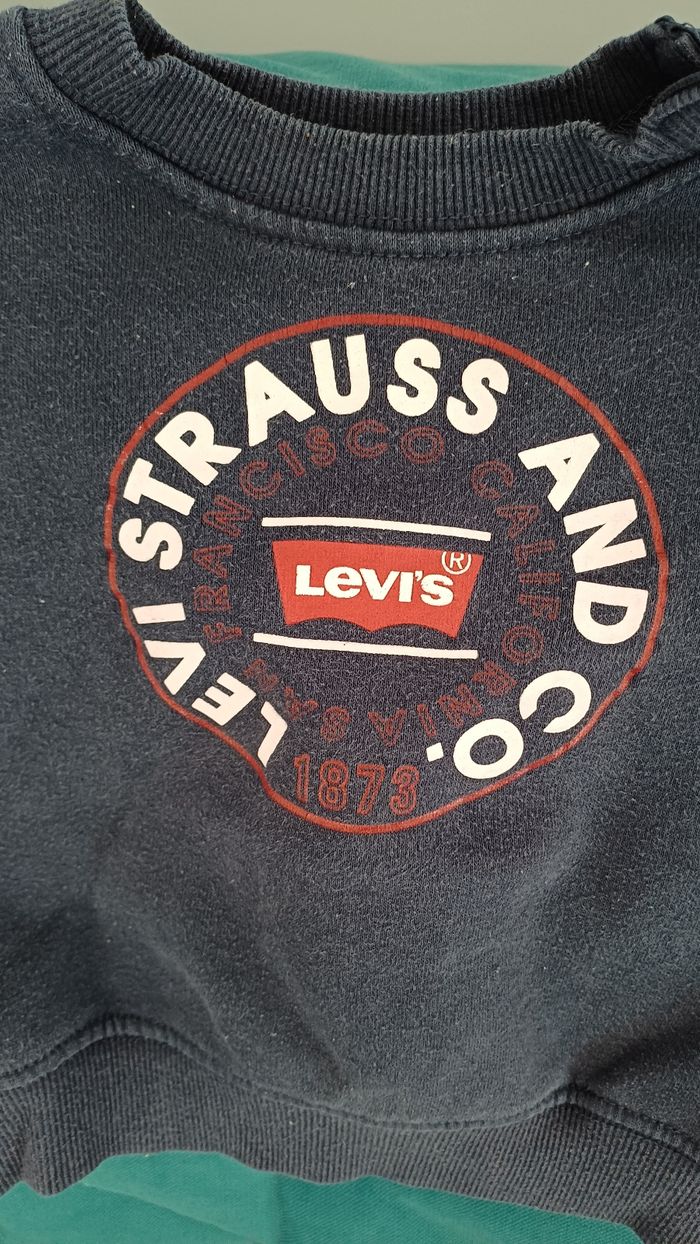 LEVI STRAUSS AND CO.
SAN FRANCISCO CALIFORNIA
LEVI'S®
1873